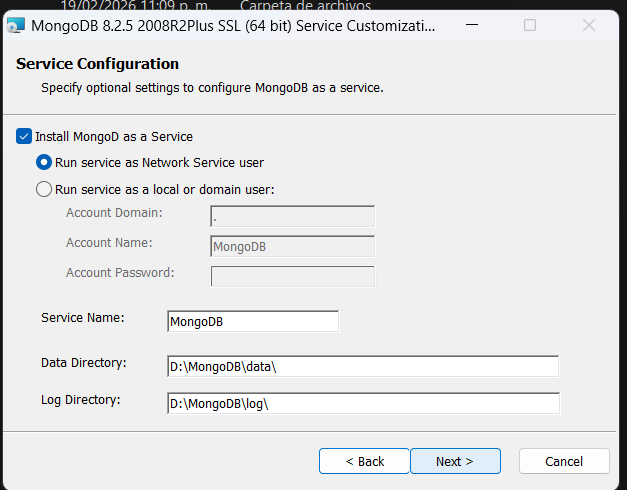 19/02/2026 11:09 p. m. Carpeta de archivos
MongoDB 8.2.5 2008R2Plus SSL (64 bit) Service Customizati...
Service Configuration
Specify optional settings to configure MongoDB as a service.
Install MongoD as a Service
Run service as Network Service user
Run service as a local or domain user:
Account Domain: .
Account Name: MongoDB
Account Password:
Service Name: MongoDB
Data Directory: D:\MongoDB\data\
Log Directory: D:\MongoDB\log\
< Back Next > Cancel